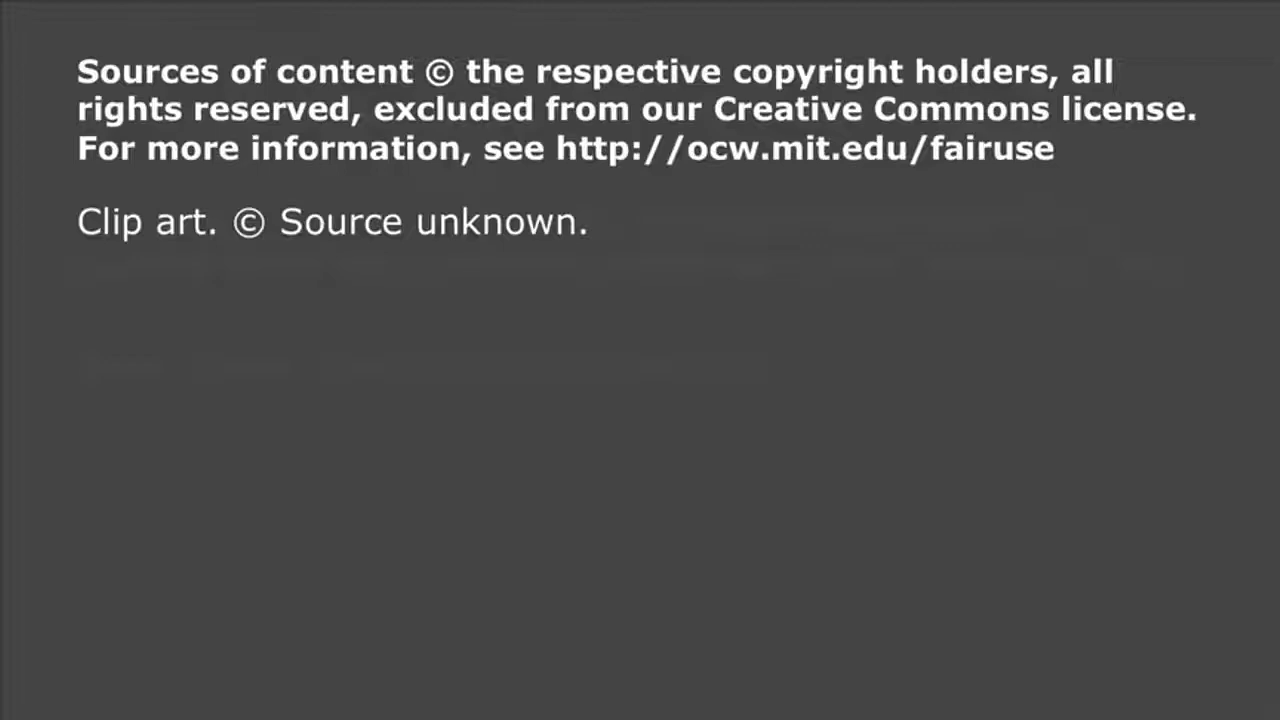 Sources of content © the respective copyright holders, all
rights reserved, excluded from our Creative Commons license.
For more information, see http://ocw.mit.edu/fairuse
Clip art. © Source unknown.